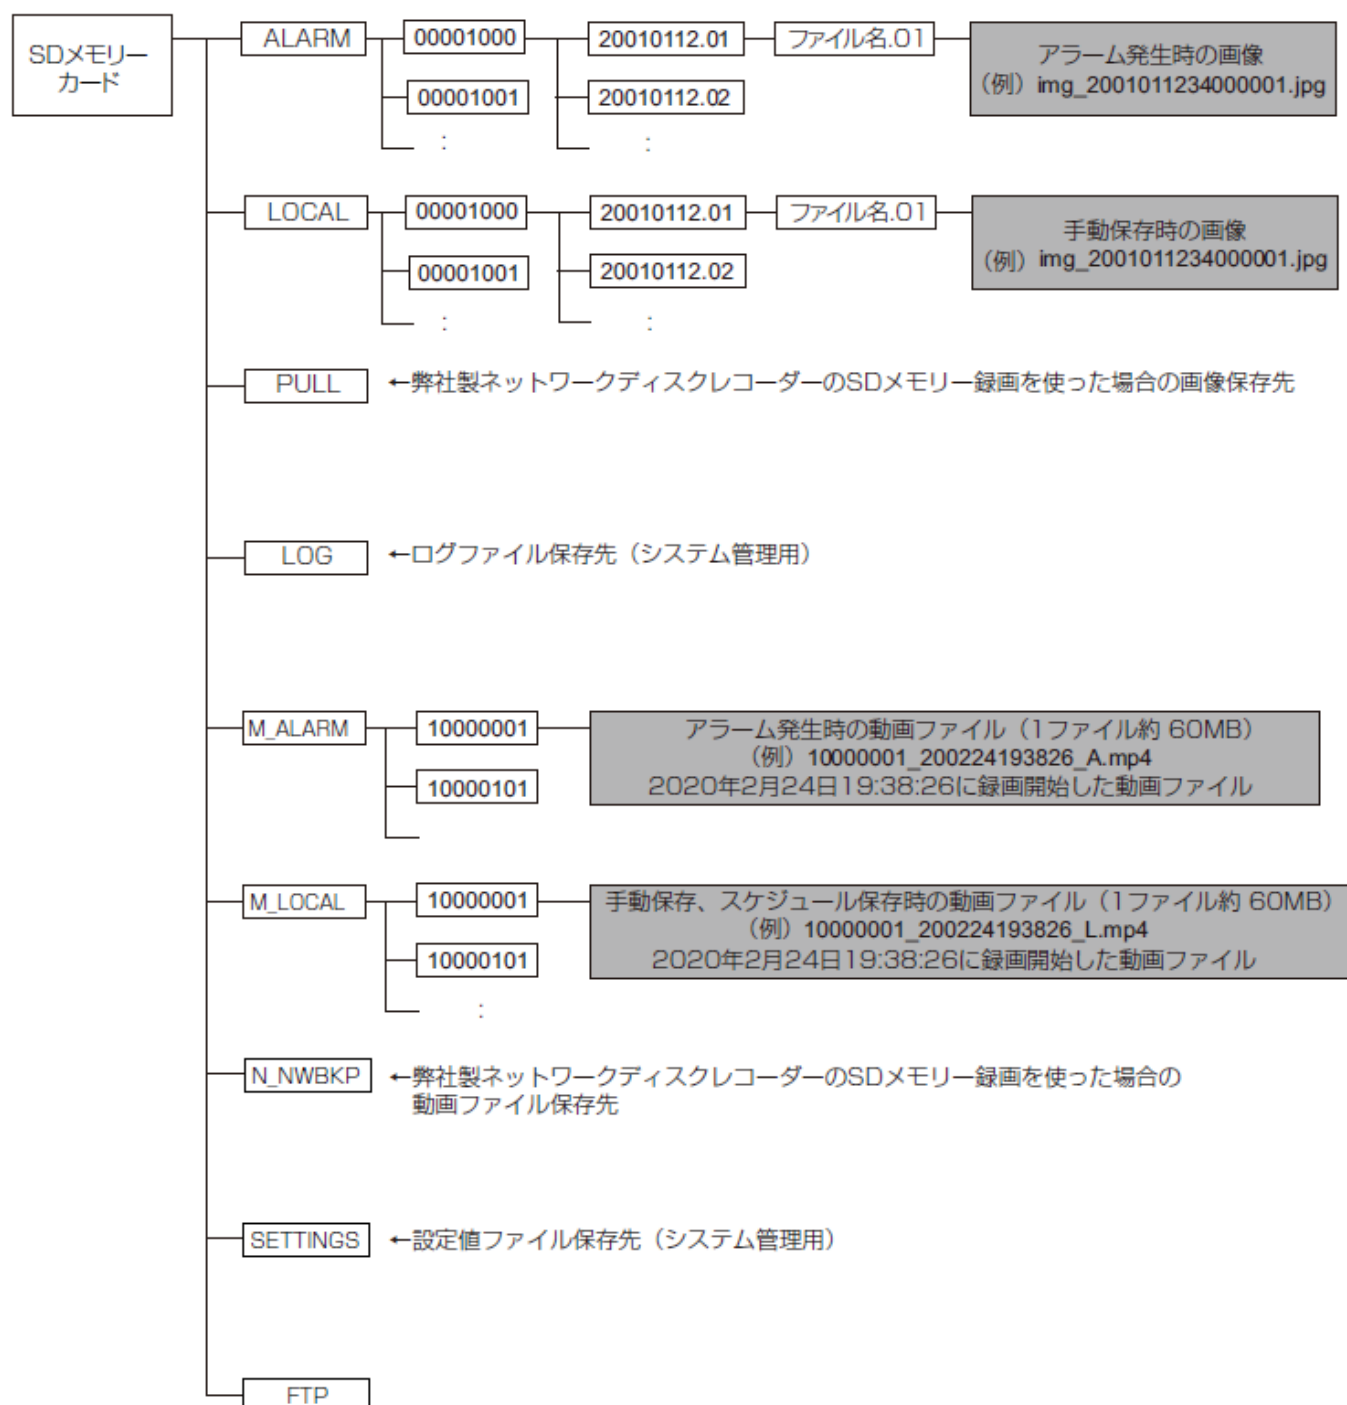 SDメモリー
カード
ALARM
00001000
20010112.01
ファイル名.01
アラーム発生時の画像
（例）img_2001011234000001.jpg
00001001
20010112.02
:
:
LOCAL
00001000
20010112.01
ファイル名.01
手動保存時の画像
（例）img_2001011234000001.jpg
00001001
20010112.02
:
:
PULL
←弊社製ネットワークディスクレコーダーのSDメモリー録画を使った場合の画像保存先
LOG
←ログファイル保存先（システム管理用）
M_ALARM
10000001
アラーム発生時の動画ファイル（1ファイル約 60MB）
（例）10000001_200224193826_A.mp4
2020年2月24日19:38:26に録画開始した動画ファイル
10000101
M_LOCAL
10000001
手動保存、スケジュール保存時の動画ファイル（1ファイル約 60MB）
（例）10000001_200224193826_L.mp4
2020年2月24日19:38:26に録画開始した動画ファイル
10000101
:
N_NWBKP
←弊社製ネットワークディスクレコーダーのSDメモリー録画を使った場合の
動画ファイル保存先
SETTINGS
←設定値ファイル保存先（システム管理用）
FTP